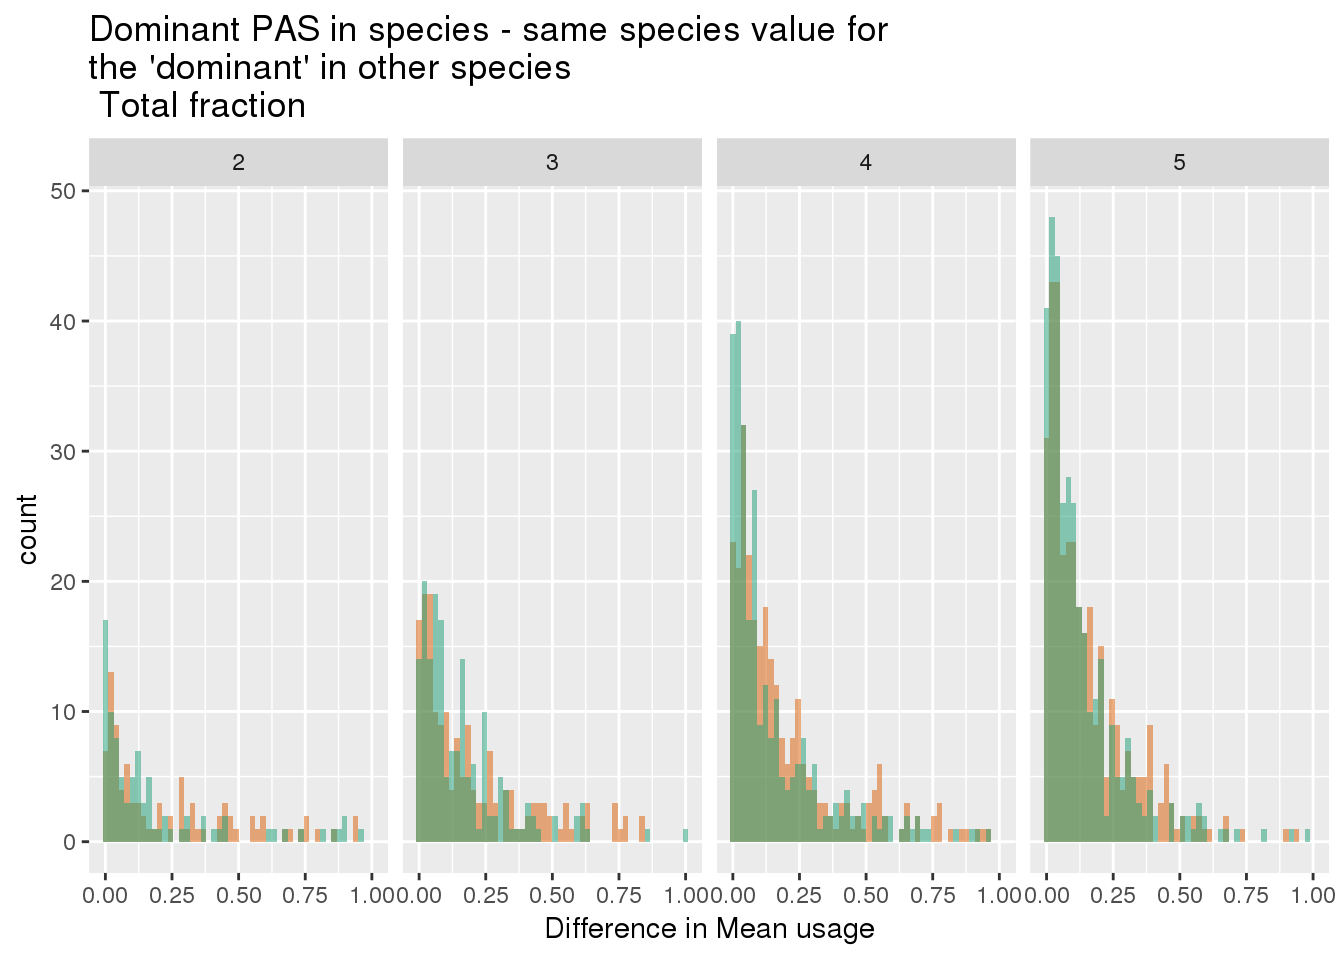 Dominant PAS in species - same species value for
the 'dominant' in other species
Total fraction
2 3 4 5
50
40
30
20
10
0
count
0.00 0.25 0.50 0.75 1.00 0.00 0.25 0.50 0.75 1.00 0.00 0.25 0.50 0.75 1.00 0.00 0.25 0.50 0.75 1.00
Difference in Mean usage